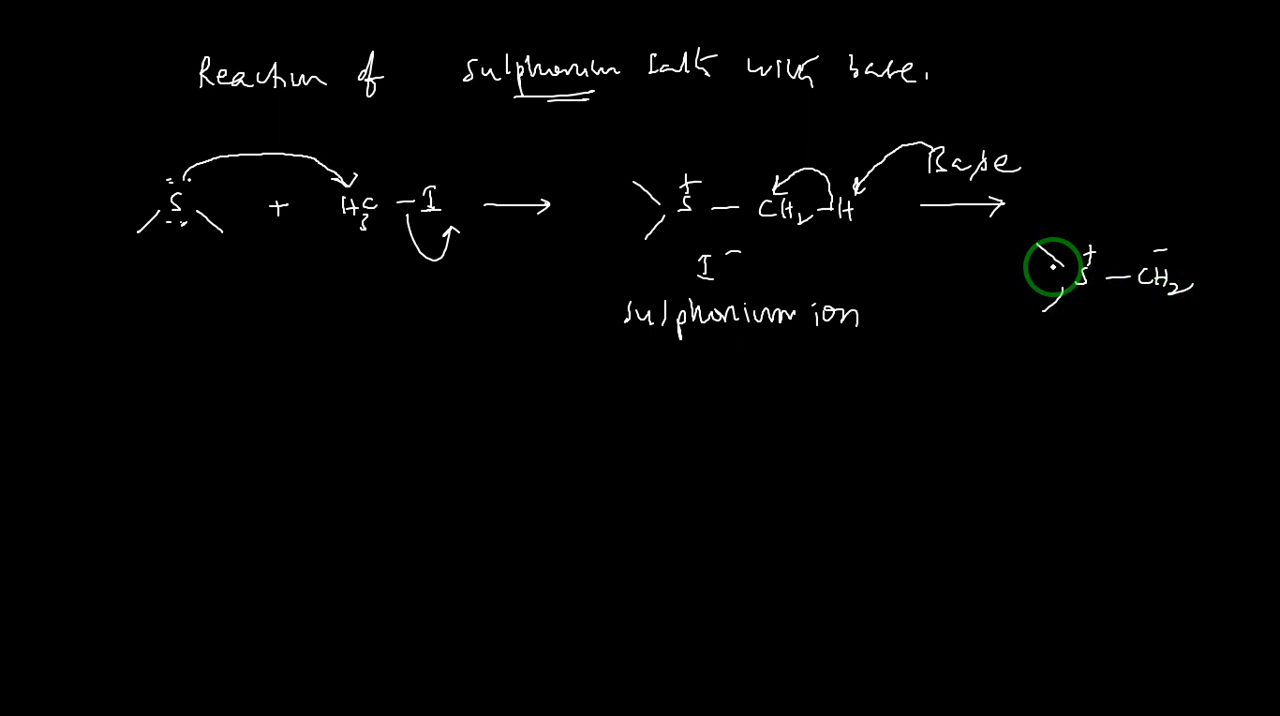 Reaction of sulphonium salts with base.
S + H3C - I → S+ - CH2 - H Base →
I-
S+ - CH2-
sulphonium ion